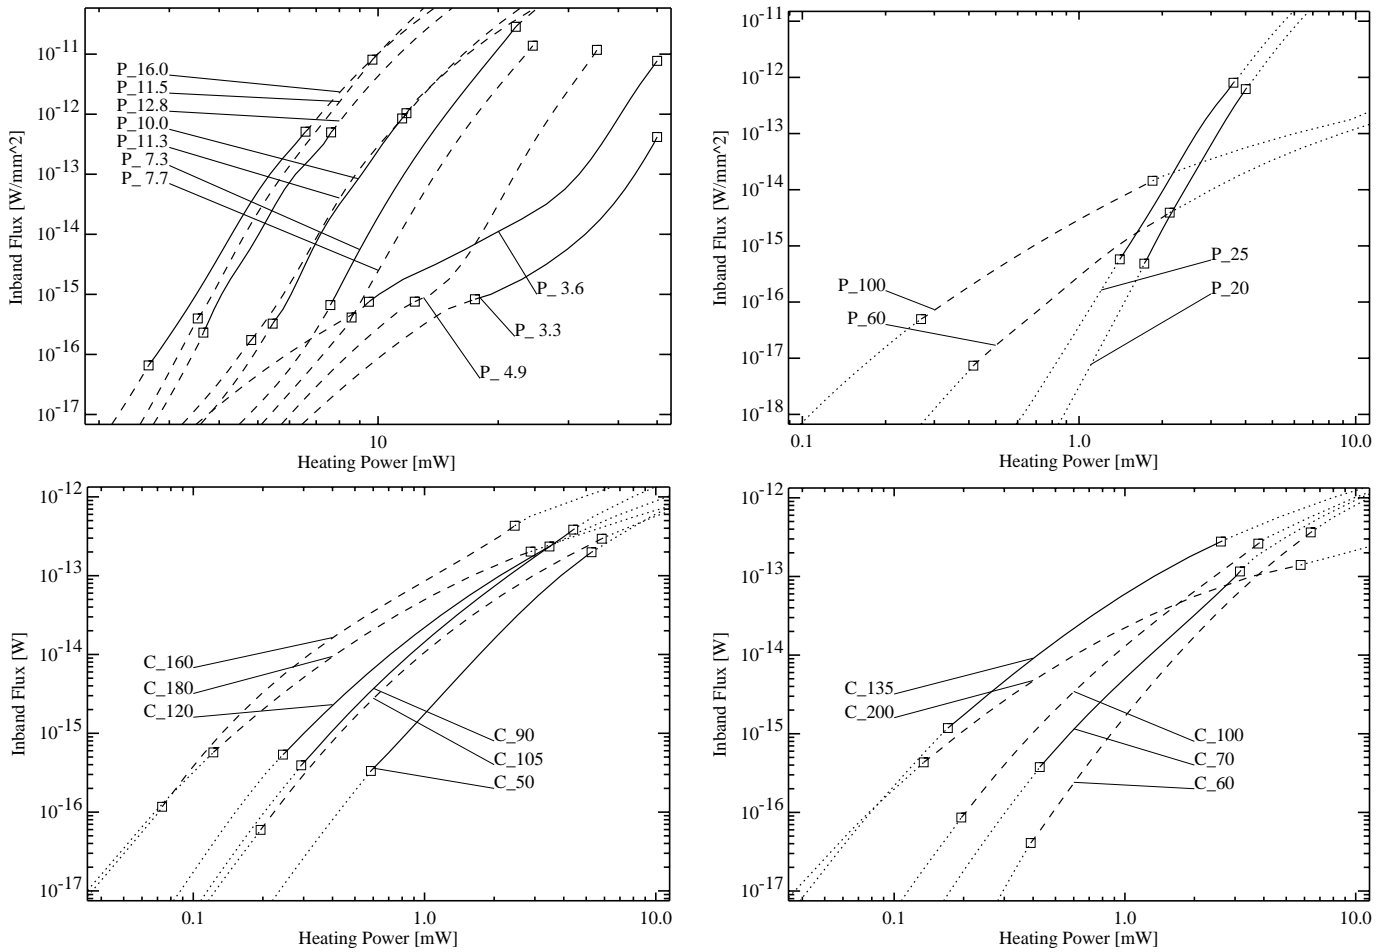 10-11
10-12
10-13
10-14
10-15
10-16
10-17
Inband Flux [W/mm^2]
P_16.0
P_11.5
P_12.8
P_10.0
P_11.3
P_ 7.3
P_ 7.7
P_ 3.6
P_ 3.3
P_ 4.9
10
Heating Power [mW]
10-11
10-12
10-13
10-14
10-15
10-16
10-17
10-18
Inband Flux [W/mm^2]
P_25
P_20
P_100
P_60
0.1 1.0 10.0
Heating Power [mW]
10-12
10-13
10-14
10-15
10-16
10-17
Inband Flux [W]
C_160
C_180
C_120
C_90
C_105
C_50
0.1 1.0 10.0
Heating Power [mW]
10-12
10-13
10-14
10-15
10-16
10-17
Inband Flux [W]
C_135
C_200
C_100
C_70
C_60
0.1 1.0 10.0
Heating Power [mW]